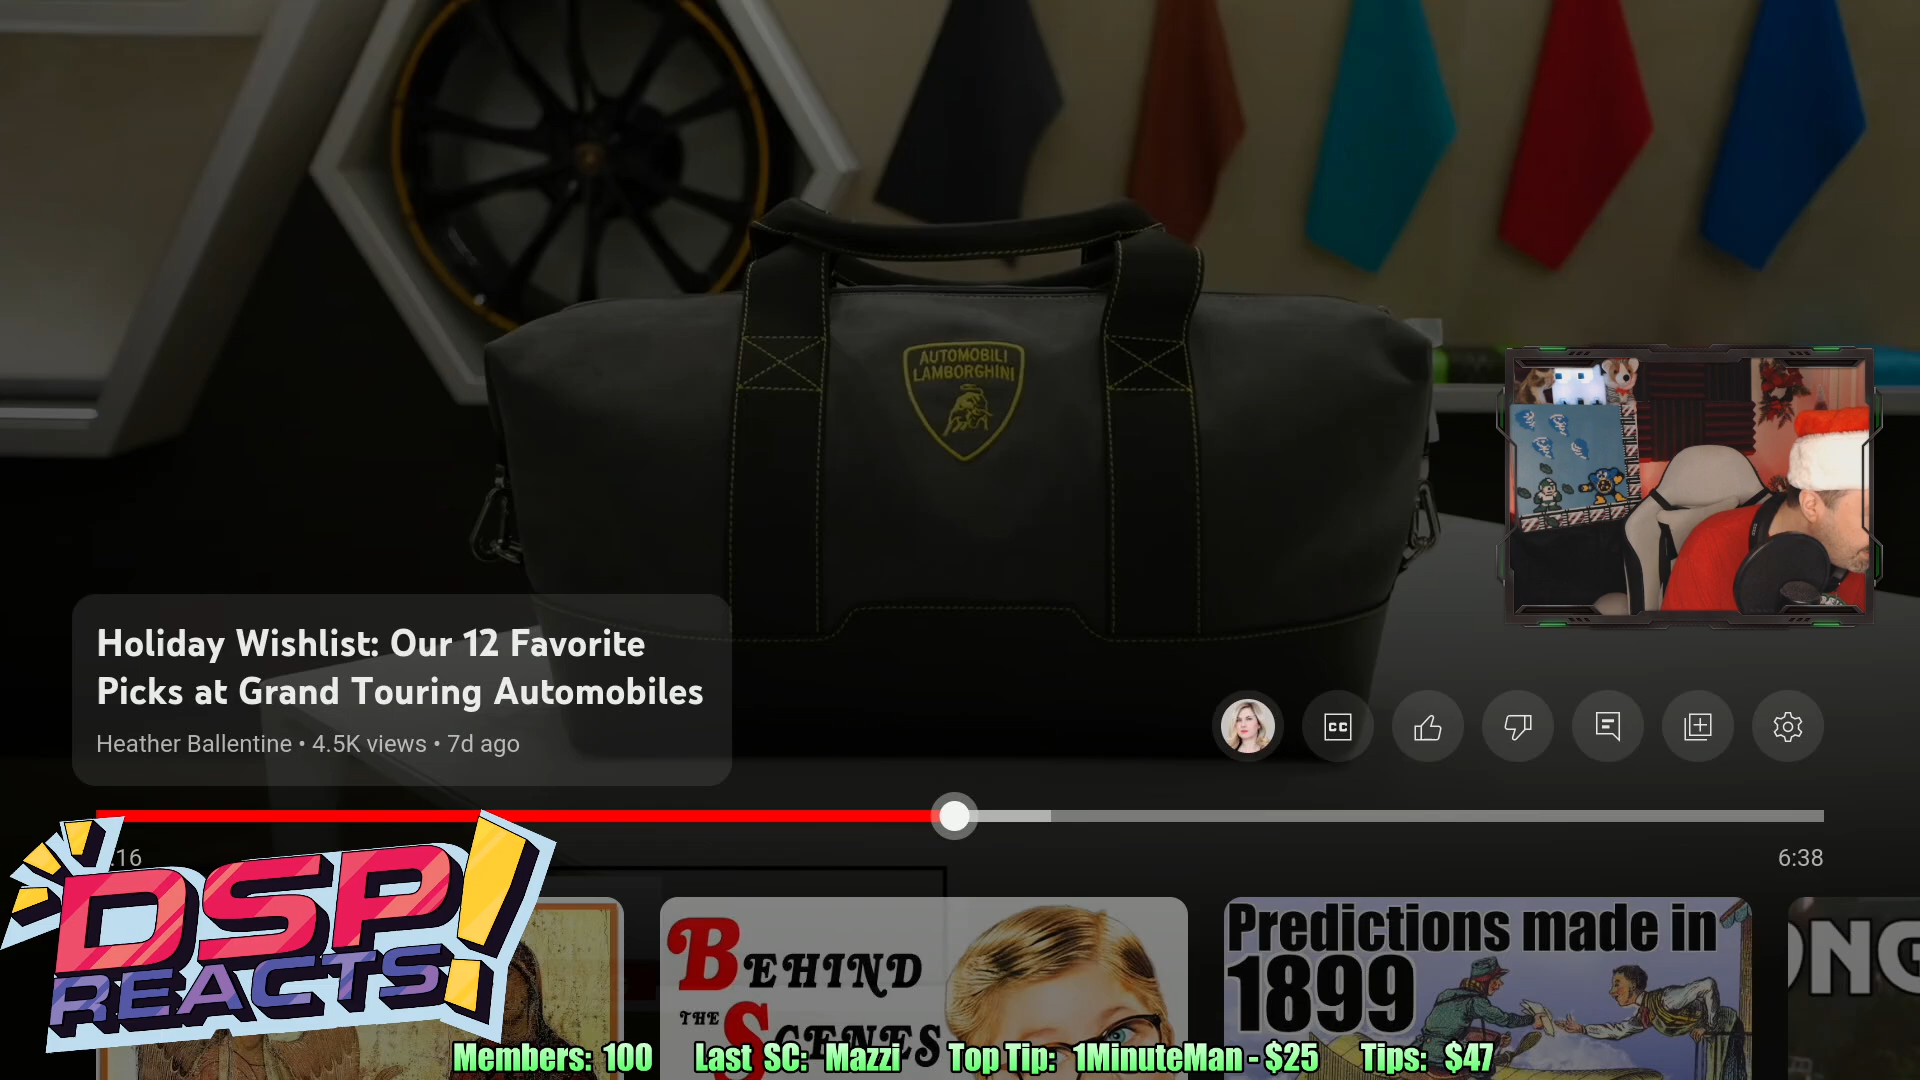 AUTOMOBILI
LAMBORGHINI
Holiday Wishlist: Our 12 Favorite
Picks at Grand Touring Automobiles
Heather Ballentine • 4.5K views • 7d ago
CC
:16
6:38
DSP!
REACTS!
BEHIND
THE SCENES
Predictions made in
1899
ONG
Members: 100 Last SC: Mazzi Top Tip: 1MinuteMan - $25 Tips: $47